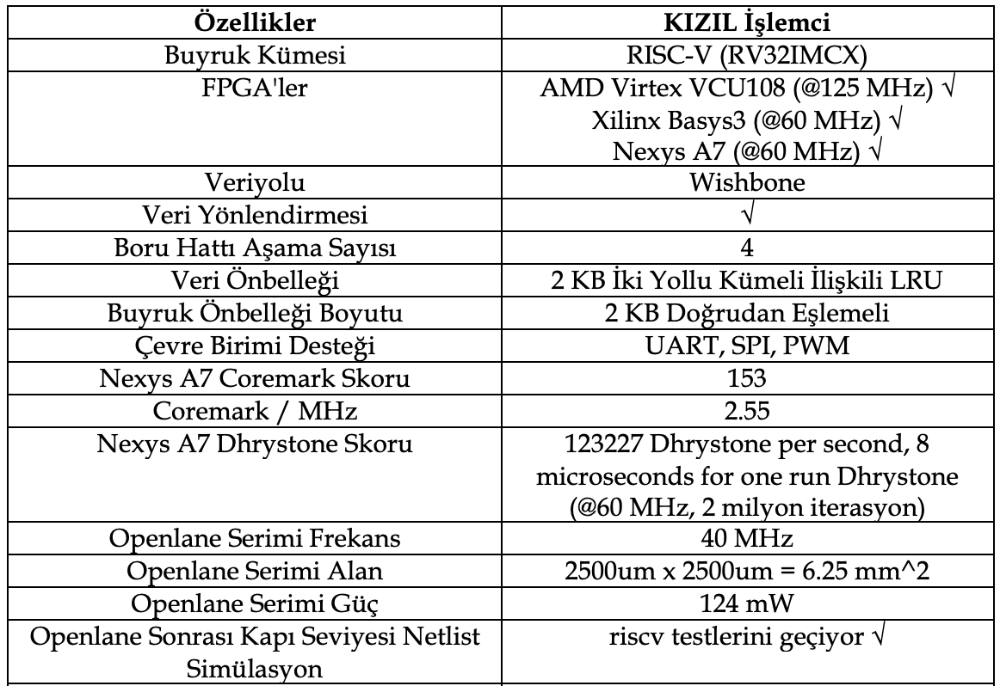 Özellikler KIZIL İşlemci
Buyruk Kümesi RISC-V (RV32IMCX)
FPGA'ler AMD Virtex VCU108 (@125 MHz) √
Xilinx Basys3 (@60 MHz) √
Nexys A7 (@60 MHz) √
Veriyolu Wishbone
Veri Yönlendirmesi √
Boru Hattı Aşama Sayısı 4
Veri Önbelleği 2 KB İki Yollu Kümeli İlişkili LRU
Buyruk Önbelleği Boyutu 2 KB Doğrudan Eşlemeli
Çevre Birimi Desteği UART, SPI, PWM
Nexys A7 Coremark Skoru 153
Coremark / MHz 2.55
Nexys A7 Dhrystone Skoru 123227 Dhrystone per second, 8
microseconds for one run Dhrystone
(@60 MHz, 2 milyon iterasyon)
Openlane Serimi Frekans 40 MHz
Openlane Serimi Alan 2500um x 2500um = 6.25 mm^2
Openlane Serimi Güç 124 mW
Openlane Sonrası Kapı Seviyesi Netlist riscv testlerini geçiyor √
Simülasyon